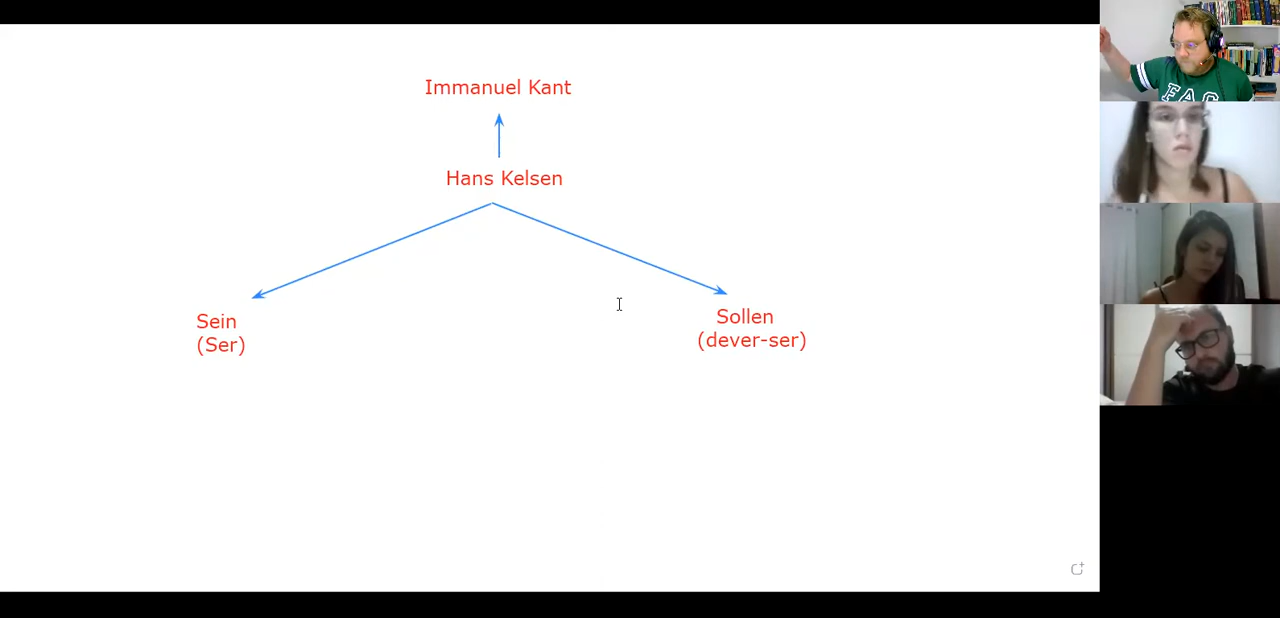 Immanuel Kant
Hans Kelsen
Sein
(Ser)
Sollen
(dever-ser)